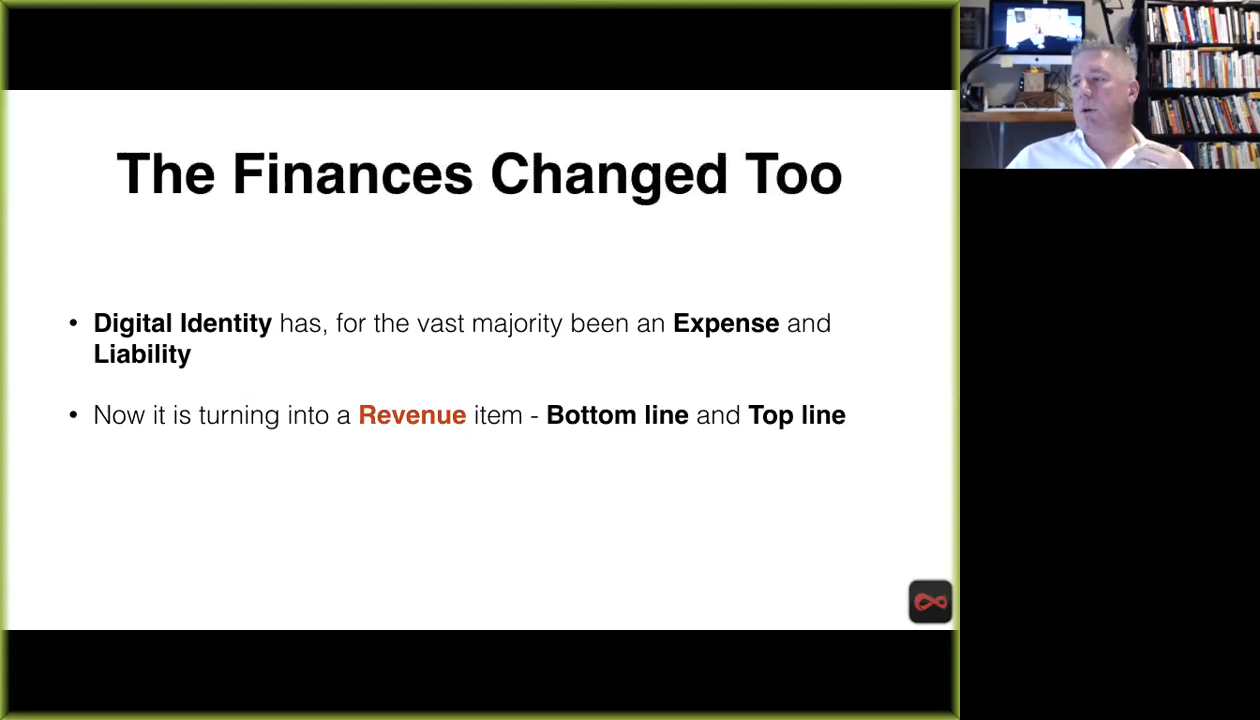 The Finances Changed Too
• Digital Identity has, for the vast majority been an Expense and
Liability
• Now it is turning into a Revenue item - Bottom line and Top line